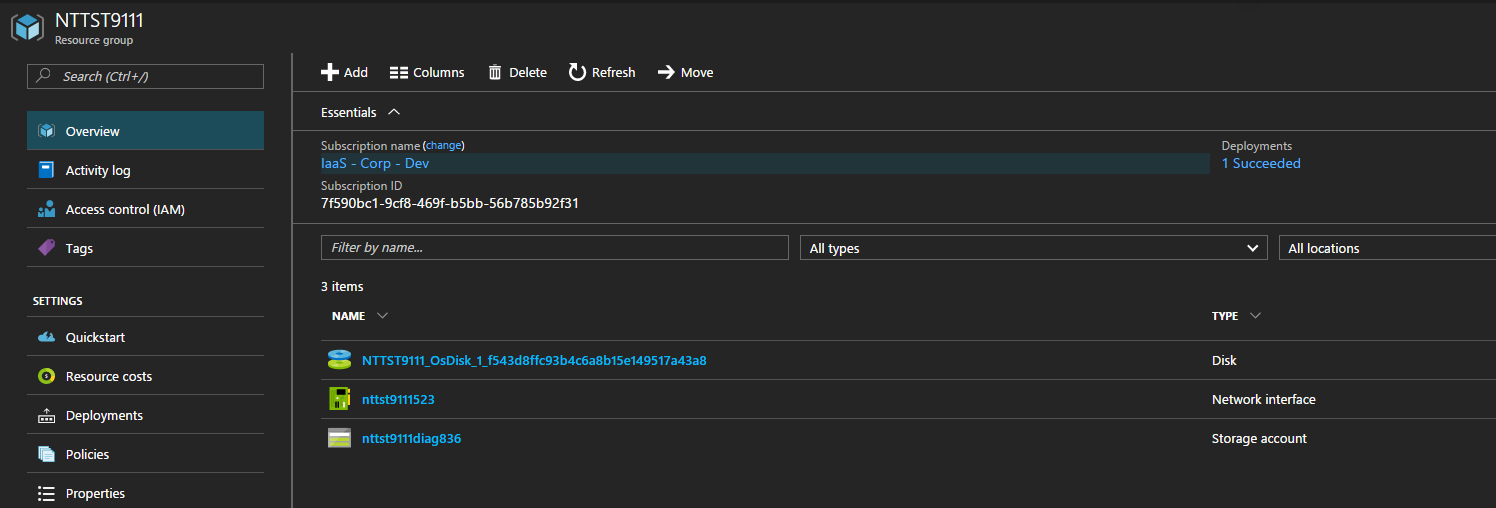 NTTST9111
Resource group
Search (Ctrl+/)
Overview
Activity log
Access control (IAM)
Tags
SETTINGS
Quickstart
Resource costs
Deployments
Policies
Properties
Add Columns Delete Refresh Move
Essentials
Subscription name (change)
IaaS - Corp - Dev
Subscription ID
7f590bc1-9cf8-469f-b5bb-56b785b92f31
Deployments
1 Succeeded
Filter by name...
All types
All locations
3 items
NAME TYPE
NTTST9111_OsDisk_1_f543d8ffc93b4c6a8b15e149517a43a8 Disk
nttst9111523 Network interface
nttst9111diag836 Storage account